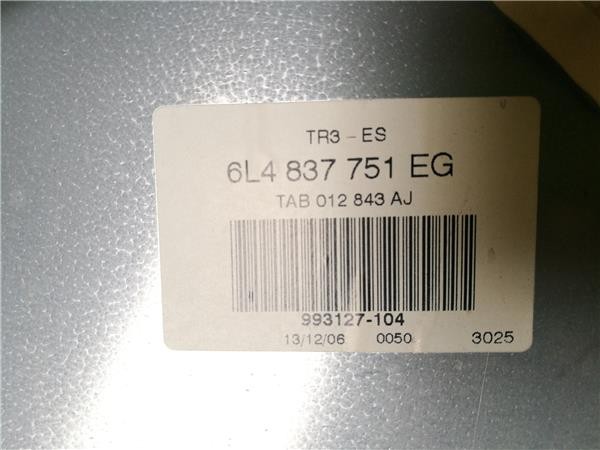 TR3 - ES
6L4 837 751 EG
TAB 012 843 AJ
993127-104
13/12/06 0050 3025